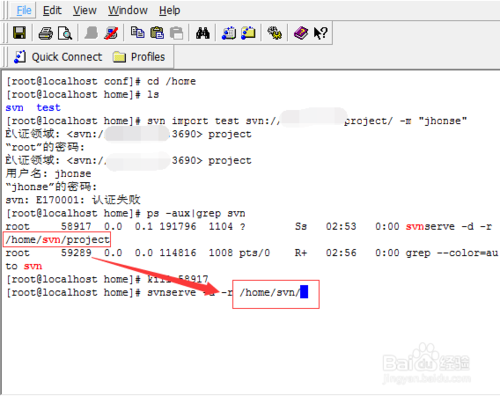 File Edit View Window Help
Quick Connect Profiles
[root@localhost conf]# cd /home
[root@localhost home]# ls
svn test
[root@localhost home]# svn import test svn:/ project/ -m "jhonse"
认证领域: <svn:/ 3690> project
“root”的密码:
认证领域: <svn:/ 3690> project
用户名: jhonse
“jhonse”的密码:
svn: E170001: 认证失败
[root@localhost home]# ps -aux|grep svn
root 58917 0.0 0.1 191796 1104 ? Ss 02:53 0:00 svnserve -d -r
/home/svn/project
root 59289 0.0 0.0 114816 1008 pts/0 R+ 02:56 0:00 grep --color=au
to svn
[root@localhost home]# kill 58917
[root@localhost home]# svnserve -d -r /home/svn/
Baidu 经验
jingyan.baidu.com